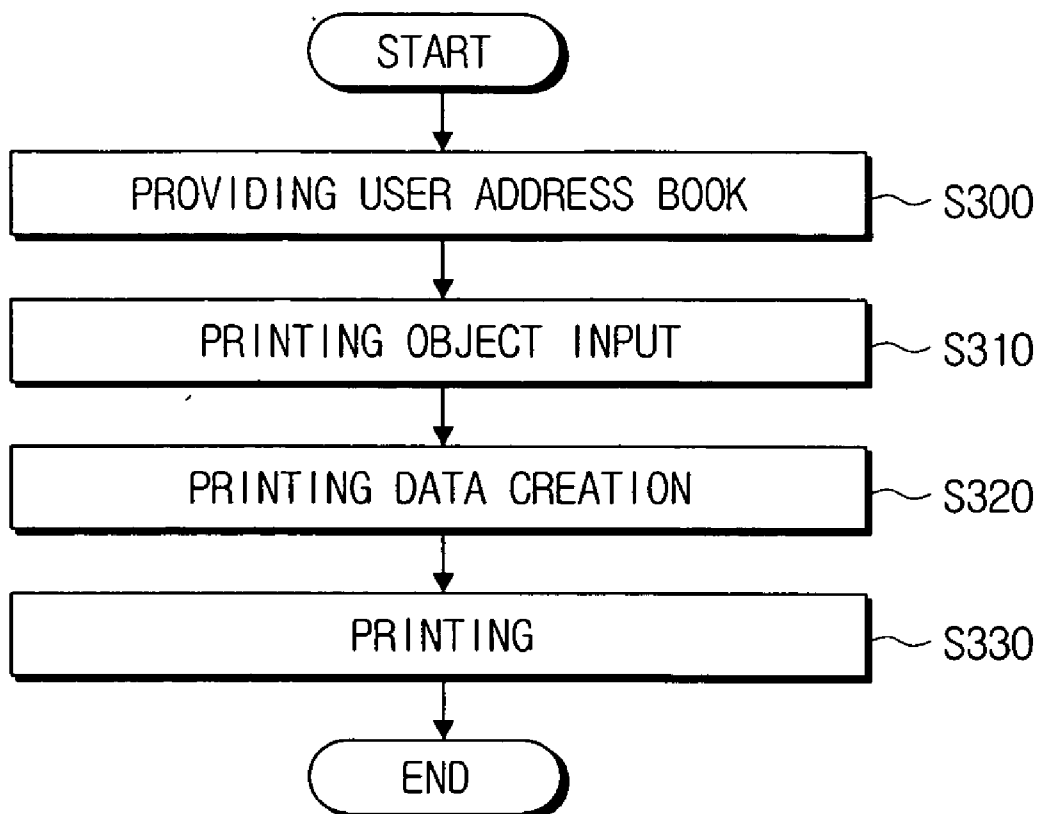 START
PROVIDING USER ADDRESS BOOK
S300
PRINTING OBJECT INPUT
S310
PRINTING DATA CREATION
S320
PRINTING
S330
END